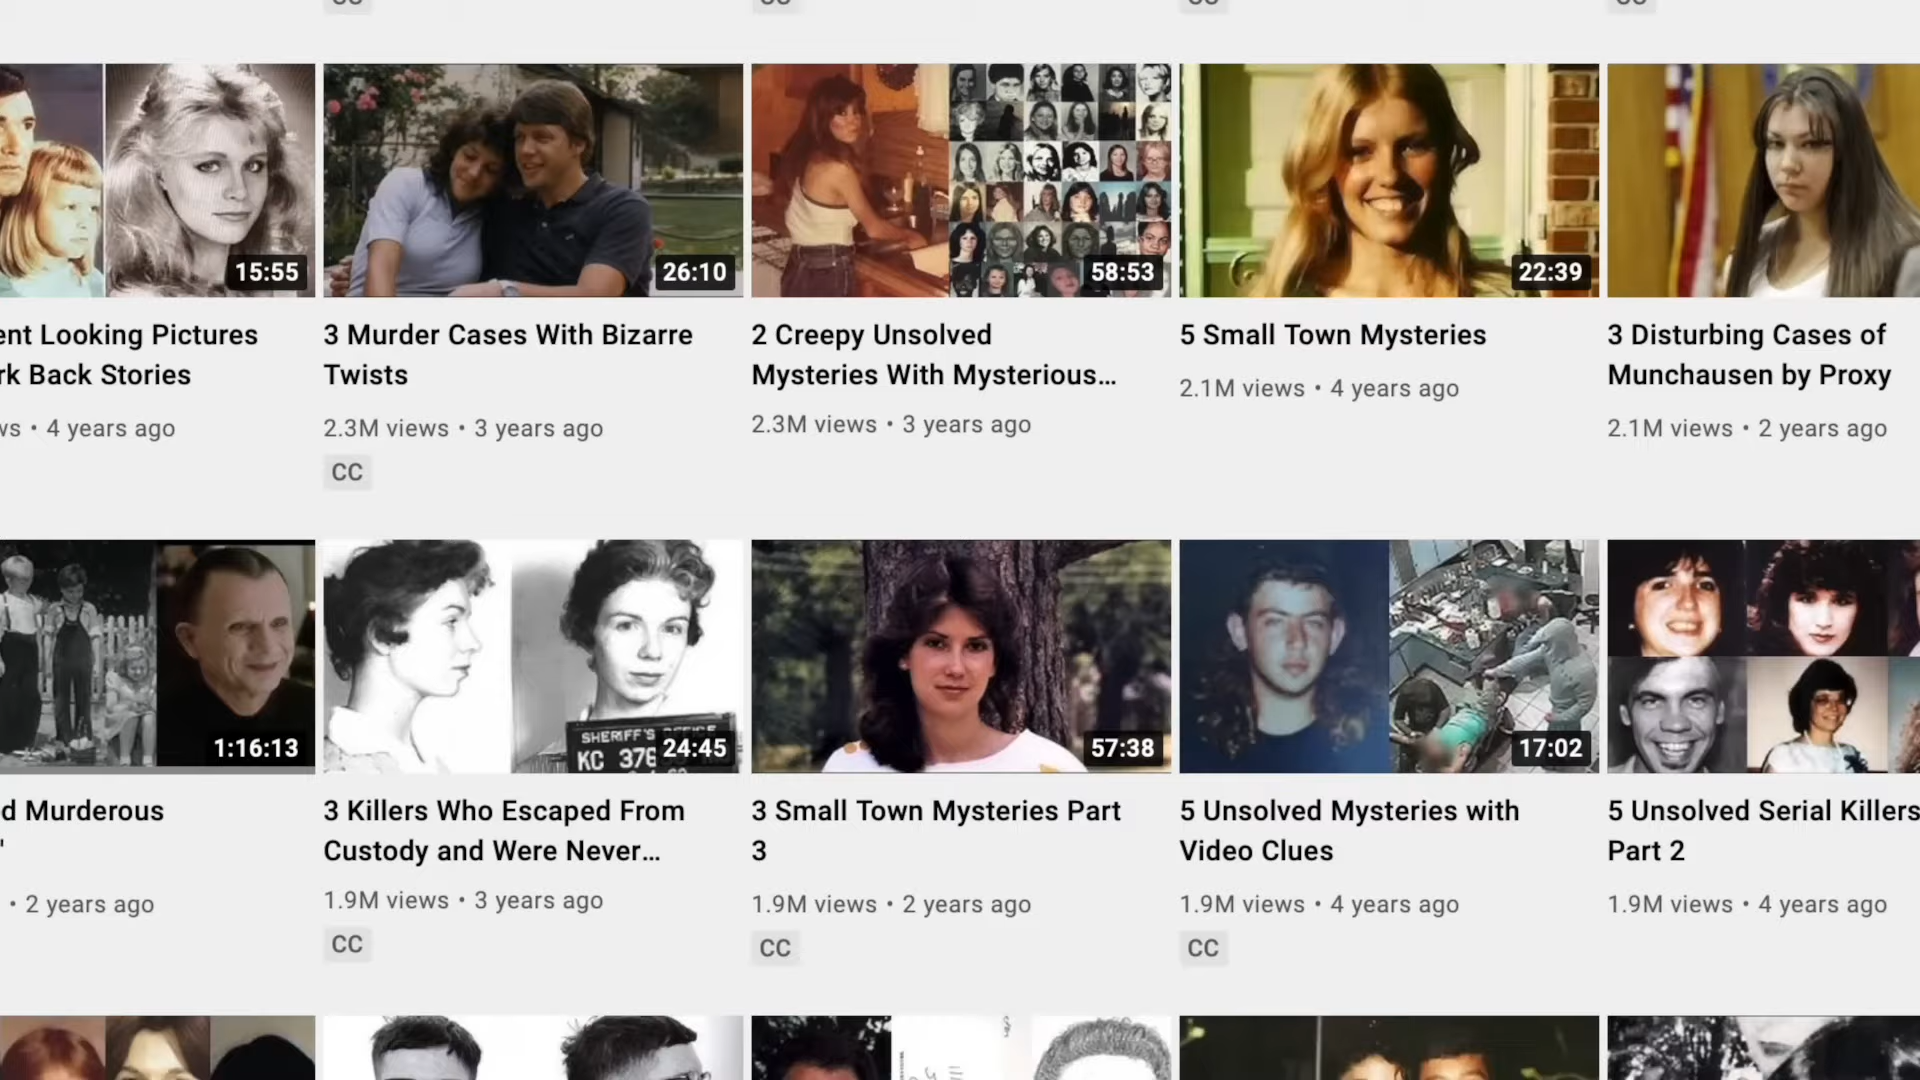 CC
CC
CC
CC
15:55
26:10
58:53
22:39
ent Looking Pictures
rk Back Stories
ws • 4 years ago
3 Murder Cases With Bizarre
Twists
2.3M views • 3 years ago
CC
2 Creepy Unsolved
Mysteries With Mysterious...
2.3M views • 3 years ago
5 Small Town Mysteries
2.1M views • 4 years ago
3 Disturbing Cases of
Munchausen by Proxy
2.1M views • 2 years ago
1:16:13
SHERIFF'S OFFICE
KC 376
24:45
57:38
17:02
d Murderous
"
• 2 years ago
3 Killers Who Escaped From
Custody and Were Never...
1.9M views • 3 years ago
CC
3 Small Town Mysteries Part
3
1.9M views • 2 years ago
CC
5 Unsolved Mysteries with
Video Clues
1.9M views • 4 years ago
CC
5 Unsolved Serial Killers
Part 2
1.9M views • 4 years ago